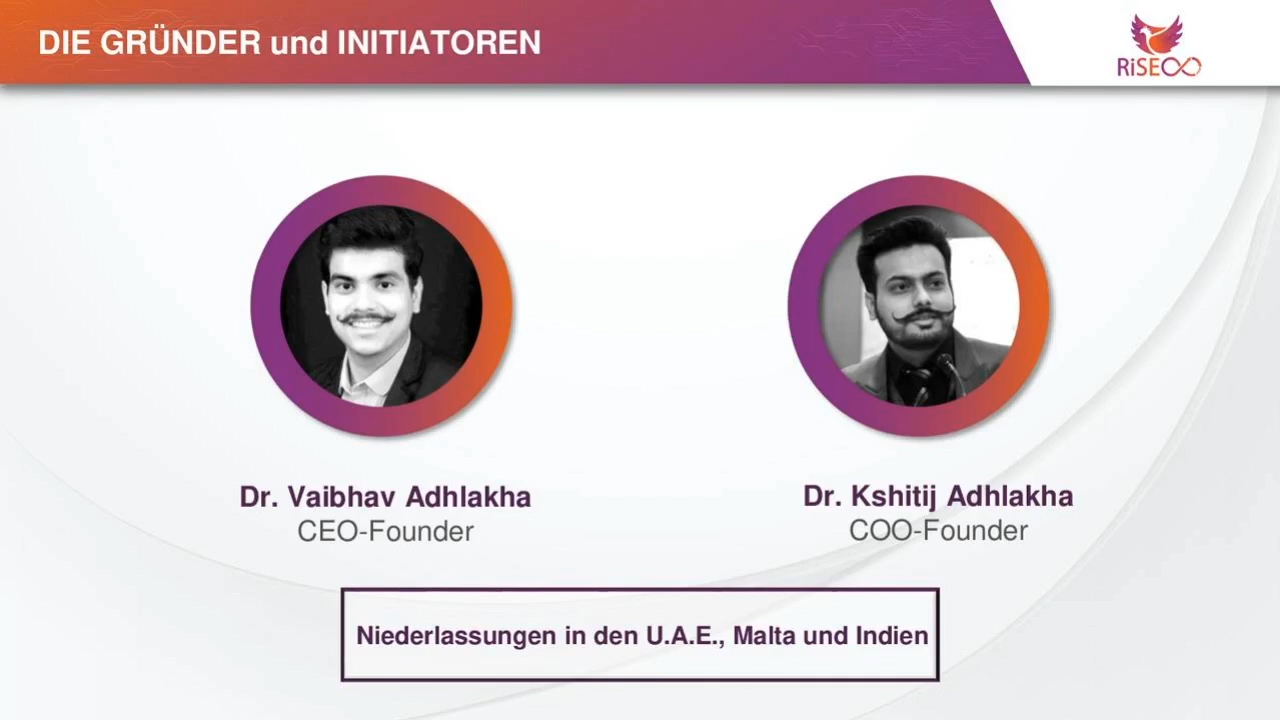 DIE GRÜNDER und INITIATOREN
RiSE
Dr. Vaibhav Adhlakha
CEO-Founder
Dr. Kshitij Adhlakha
COO-Founder
Niederlassungen in den U.A.E., Malta und Indien